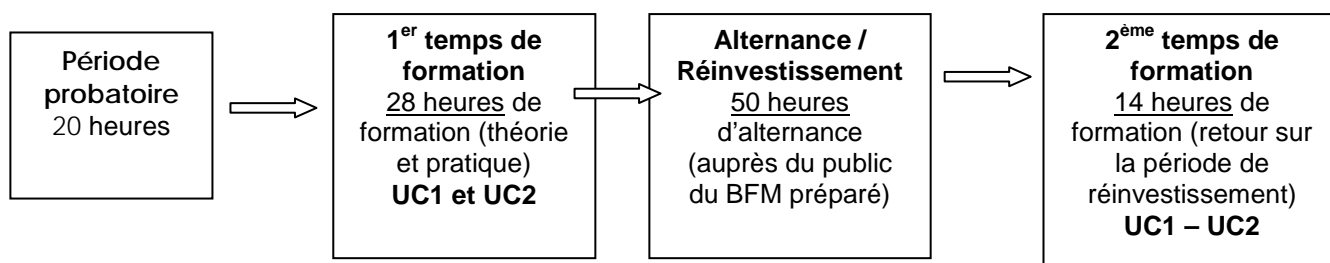 Période
probatoire
20 heures
1er temps de
formation
28 heures de
formation (théorie
et pratique)
UC1 et UC2
Alternance /
Réinvestissement
50 heures
d’alternance
(auprès du public
du BFM préparé)
2ème temps de
formation
14 heures de
formation (retour sur
la période de
réinvestissement)
UC1 – UC2